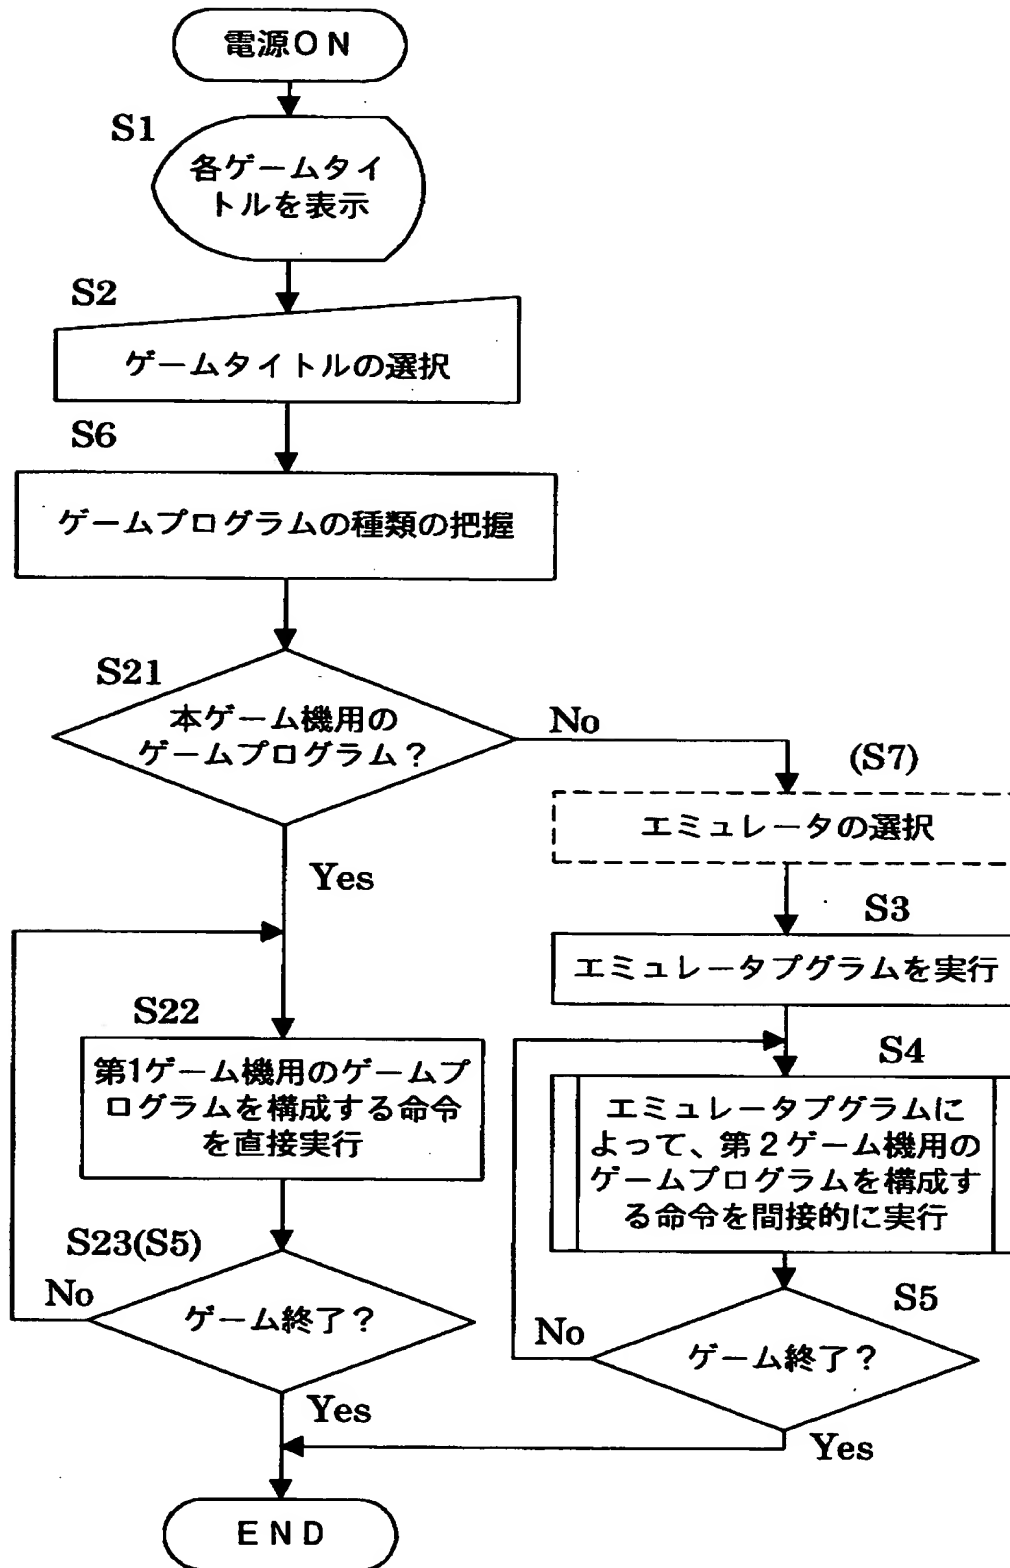 電源ON
S1
各ゲームタイ
トルを表示
S2
ゲームタイトルの選択
S6
ゲームプログラムの種類の把握
S21
本ゲーム機用の
ゲームプログラム？
No
Yes
(S7)
エミュレータの選択
S3
エミュレータプグラムを実行
S22
第1ゲーム機用のゲームプ
ログラムを構成する命令
を直接実行
S4
エミュレータプグラムに
よって、第２ゲーム機用の
ゲームプログラムを構成す
る命令を間接的に実行
S23(S5)
ゲーム終了？
No
Yes
S5
ゲーム終了？
No
Yes
END